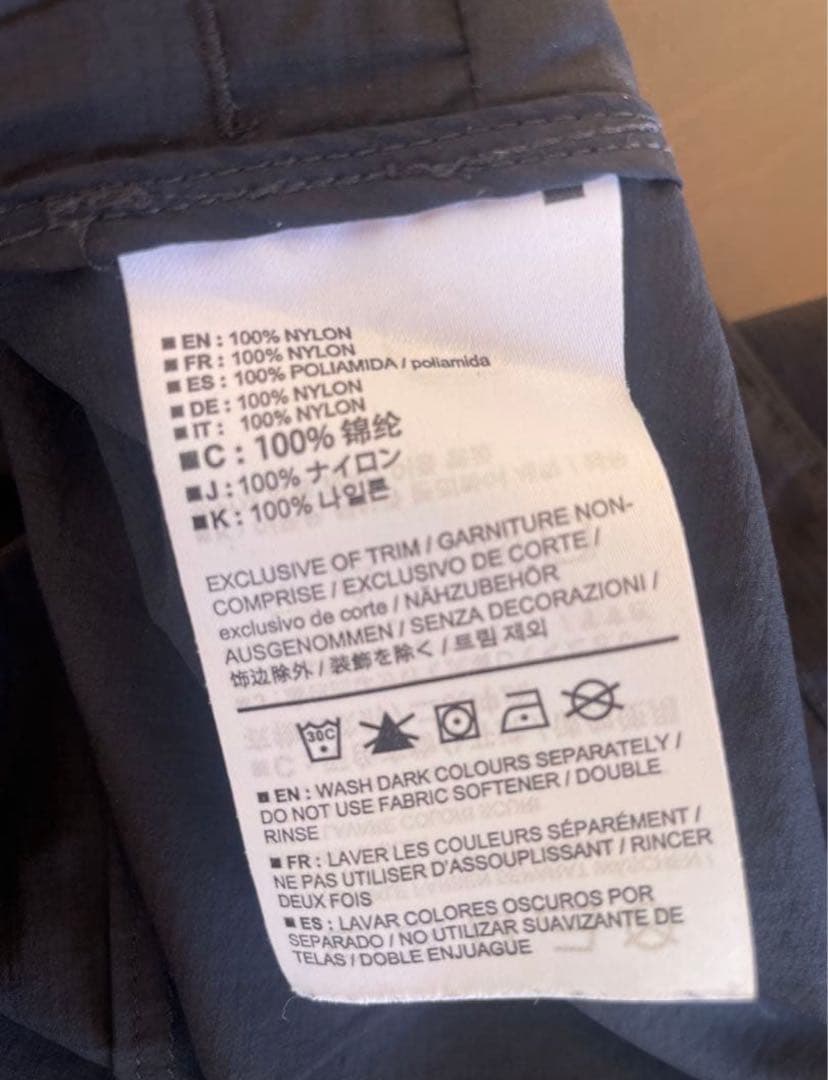 ■ EN : 100% NYLON
■ FR : 100% NYLON
■ ES : 100% POLIAMIDA / poliamida
■ DE : 100% NYLON
■ IT : 100% NYLON
■ C : 100% 锦纶
■ J : 100% ナイロン
■ K : 100% 나일론
EXCLUSIVE OF TRIM / GARNITURE NON-
COMPRISE / EXCLUSIVO DE CORTE /
exclusivo de corte / NÄHZUBEHÖR
AUSGENOMMEN / SENZA DECORAZIONI /
饰边除外 / 装飾を除く / 트림 제외
30C
■ EN : WASH DARK COLOURS SEPARATELY /
DO NOT USE FABRIC SOFTENER / DOUBLE
RINSE
■ FR : LAVER LES COULEURS SÉPARÉMENT /
NE PAS UTILISER D'ASSOUPLISSANT / RINCER
DEUX FOIS
■ ES : LAVAR COLORES OSCUROS POR
SEPARADO / NO UTILIZAR SUAVIZANTE DE
TELAS / DOBLE ENJUAGUE